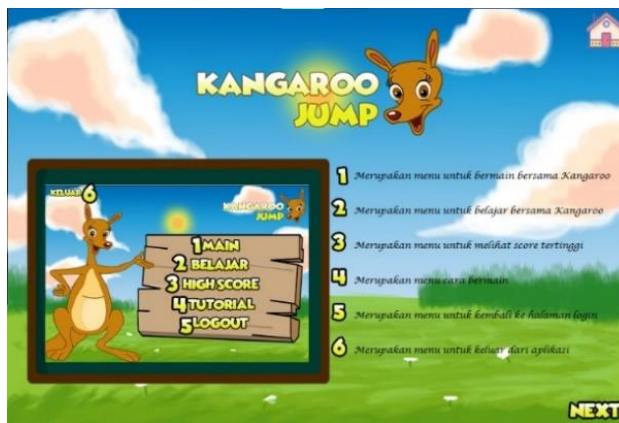 KANGAROO
JUMP
KELUAR 6
KANGAROO
JUMP
1 MAIN
2 BELAJAR
3 HIGH SCORE
4 TUTORIAL
5 LOGOUT
1 Merupakan menu untuk bermain bersama Kangaroo
2 Merupakan menu untuk belajar bersama Kangaroo
3 Merupakan menu untuk melihat score tertinggi
4 Merupakan menu cara bermain
5 Merupakan menu untuk kembali ke halaman login
6 Merupakan menu untuk keluar dari aplikasi
NEXT